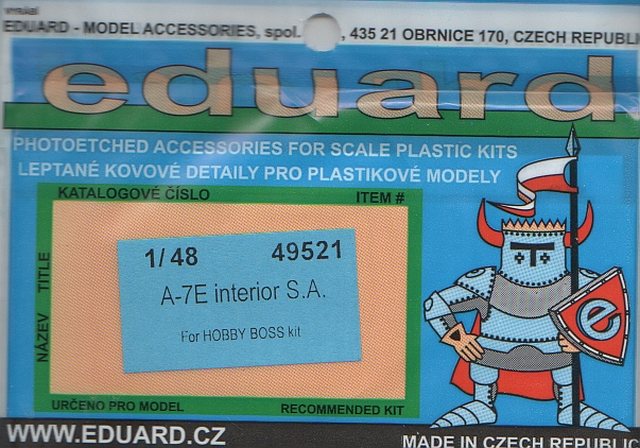 EDUARD - MODEL ACCESSORIES, spol. , 435 21 OBRNICE 170, CZECH REPUBLIC
eduard
PHOTOETCHED ACCESSORIES FOR SCALE PLASTIC KITS
LEPTANÉ KOVOVÉ DETAILY PRO PLASTIKOVÉ MODELY
KATALOGOVÉ ČÍSLO ITEM #
NÁZEV TITLE
1/48 49521
A-7E interior S.A.
For HOBBY BOSS kit
e
URČENO PRO MODEL RECOMMENDED KIT
WWW.EDUARD.CZ MADE IN CZECH REPUBLIC